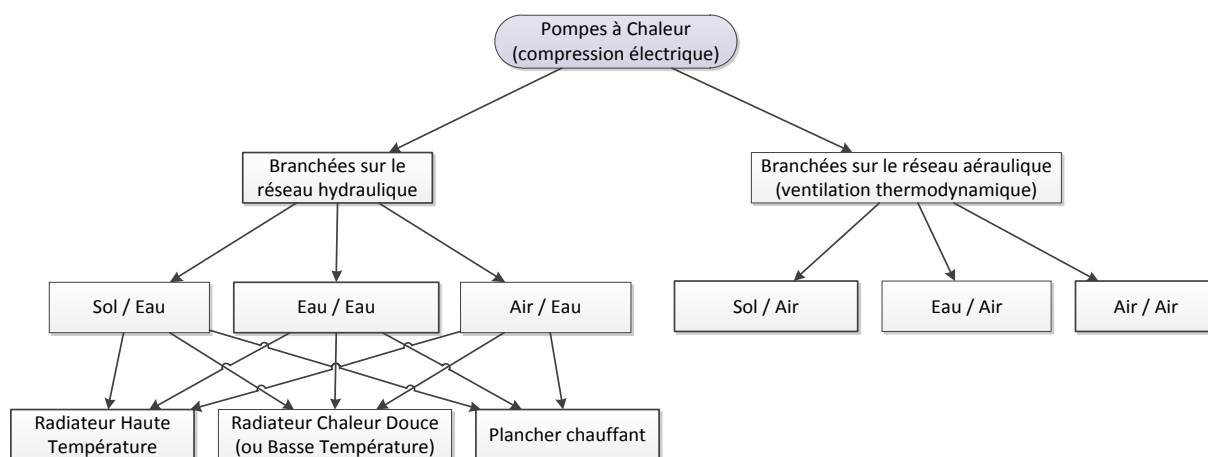 Pompes à Chaleur
(compression électrique)
Branchées sur le
réseau hydraulique
Branchées sur le réseau aéraulique
(ventilation thermodynamique)
Sol / Eau
Eau / Eau
Air / Eau
Sol / Air
Eau / Air
Air / Air
Radiateur Haute
Température
Radiateur Chaleur Douce
(ou Basse Température)
Plancher chauffant